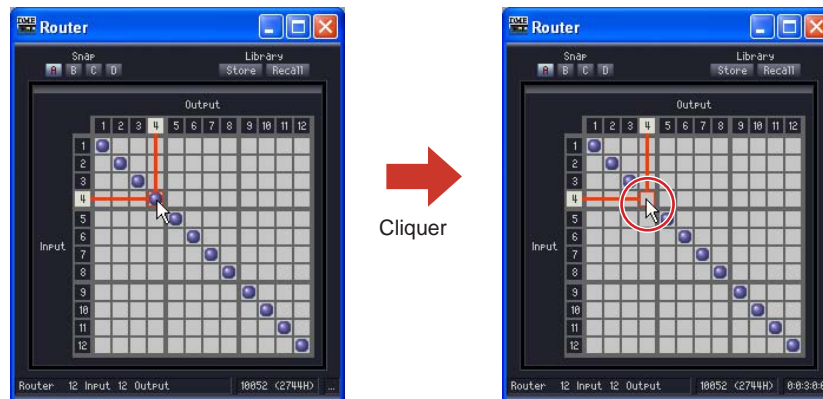 DME Router
Snap Library
A B C D Store Recall
Output
1 2 3 4 5 6 7 8 9 10 11 12
1
2
3
4
5
6
Input
7
8
9
10
11
12
Router 12 Input 12 Output 10052 (2744H) ...
Cliquer
DME Router
Snap Library
A B C D Store Recall
Output
1 2 3 4 5 6 7 8 9 10 11 12
1
2
3
4
5
6
Input
7
8
9
10
11
12
Router 12 Input 12 Output 10052 (2744H)